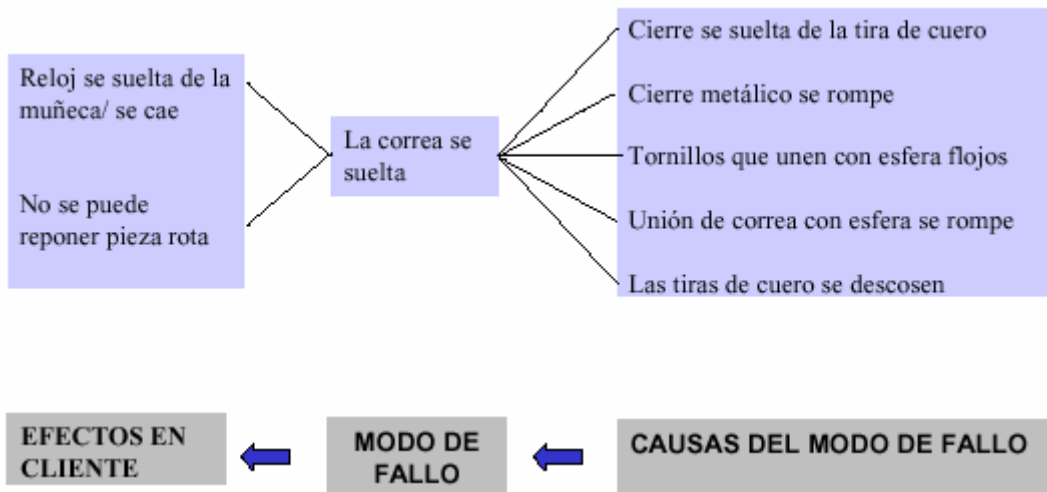 Reloj se suelta de la
muñeca/ se cae
No se puede
reponer pieza rota
La correa se
suelta
Cierre se suelta de la tira de cuero
Cierre metálico se rompe
Tornillos que unen con esfera flojos
Unión de correa con esfera se rompe
Las tiras de cuero se descosen
EFECTOS EN
CLIENTE
MODO DE
FALLO
CAUSAS DEL MODO DE FALLO